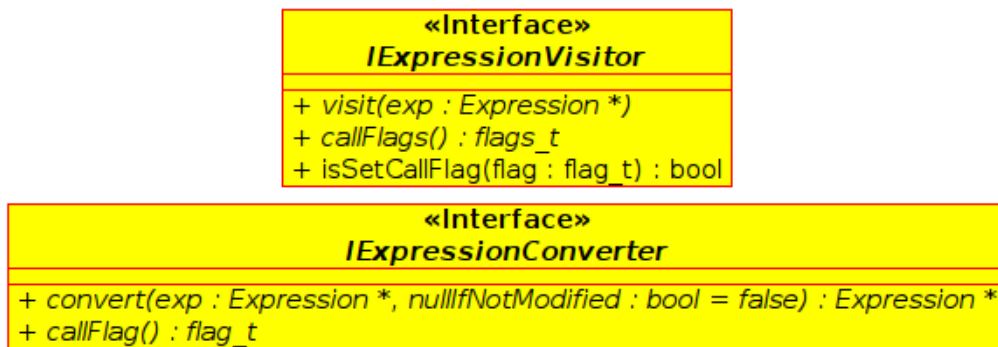 «Interface»
IExpressionVisitor
+ visit(exp : Expression *)
+ callFlags() : flags_t
+ isSetCallFlag(flag : flag_t) : bool
«Interface»
IExpressionConverter
+ convert(exp : Expression *, nullIfNotModified : bool = false) : Expression *
+ callFlag() : flag_t